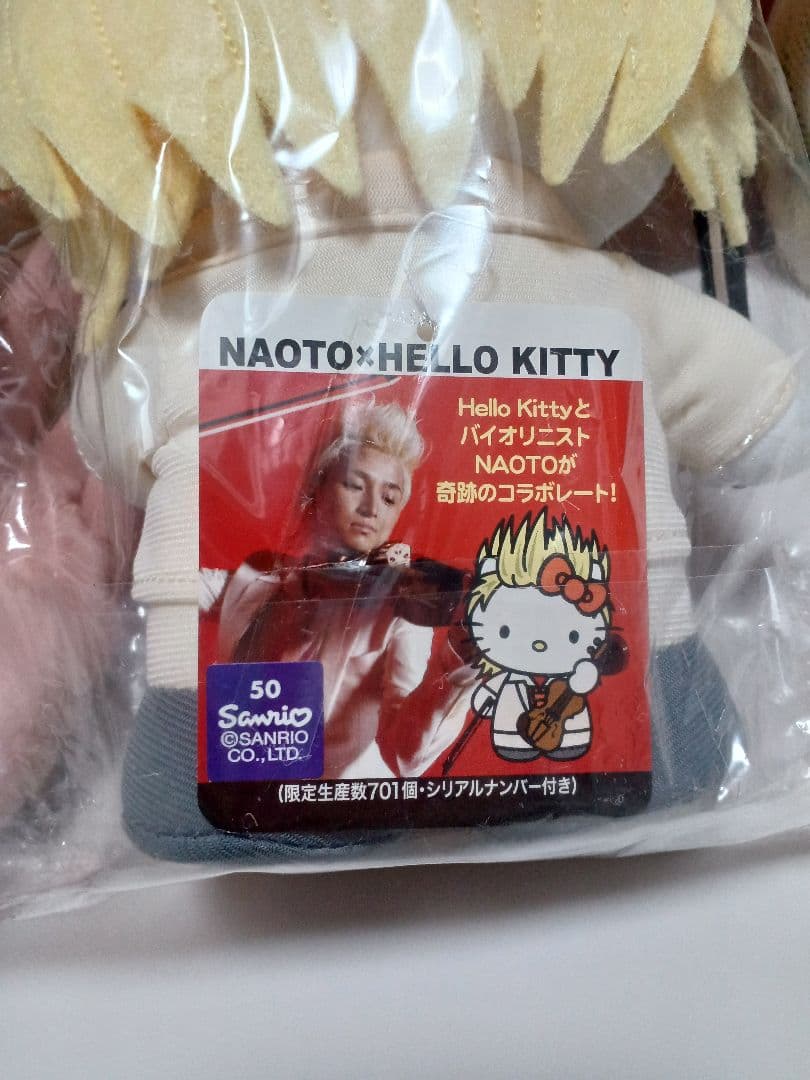 NAOTO×HELLO KITTY
Hello Kittyと
バイオリニスト
NAOTOが
奇跡のコラボレート!
50
Sanrio
©SANRIO
CO.,LTD.
(限定生産数701個・シリアルナンバー付き)